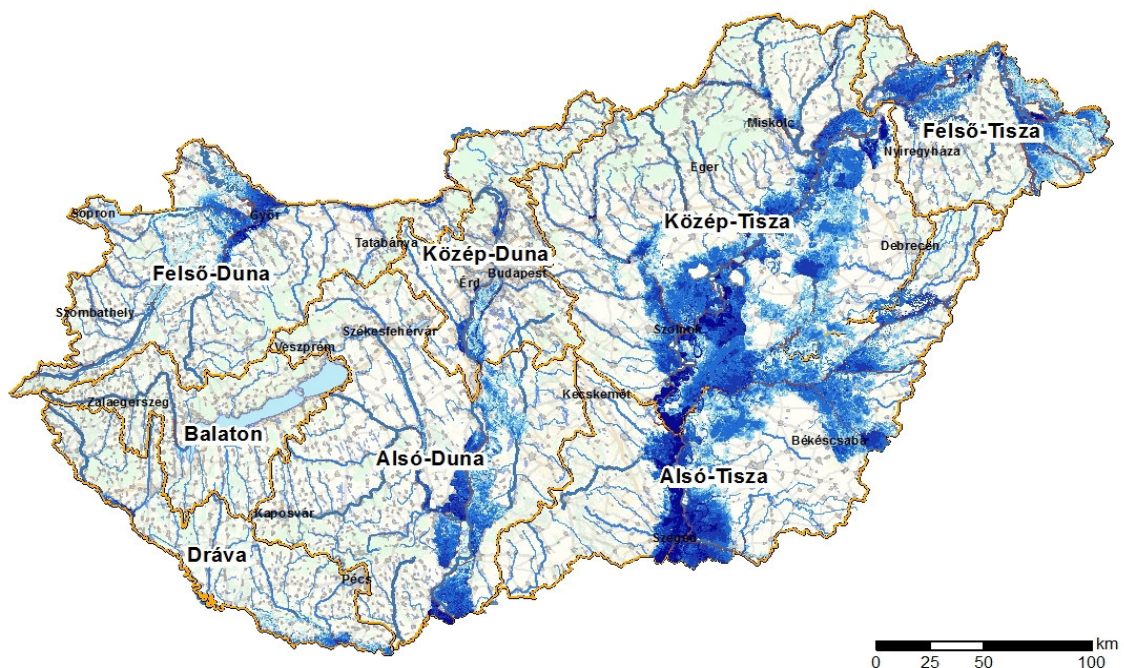 Miskolc
Felső-Tisza
Nyíregyháza
Eger
Sopron
Győr
Közép-Tisza
Tatabánya
Közép-Duna
Debrecen
Felső-Duna
Budapest
Érd
Szombathely
Székesfehérvár
Szolnok
Veszprém
Zalaegerszeg
Kecskemét
Balaton
Békéscsaba
Alsó-Duna
Alsó-Tisza
Kaposvár
Szeged
Dráva
Pécs
km
0 25 50 100